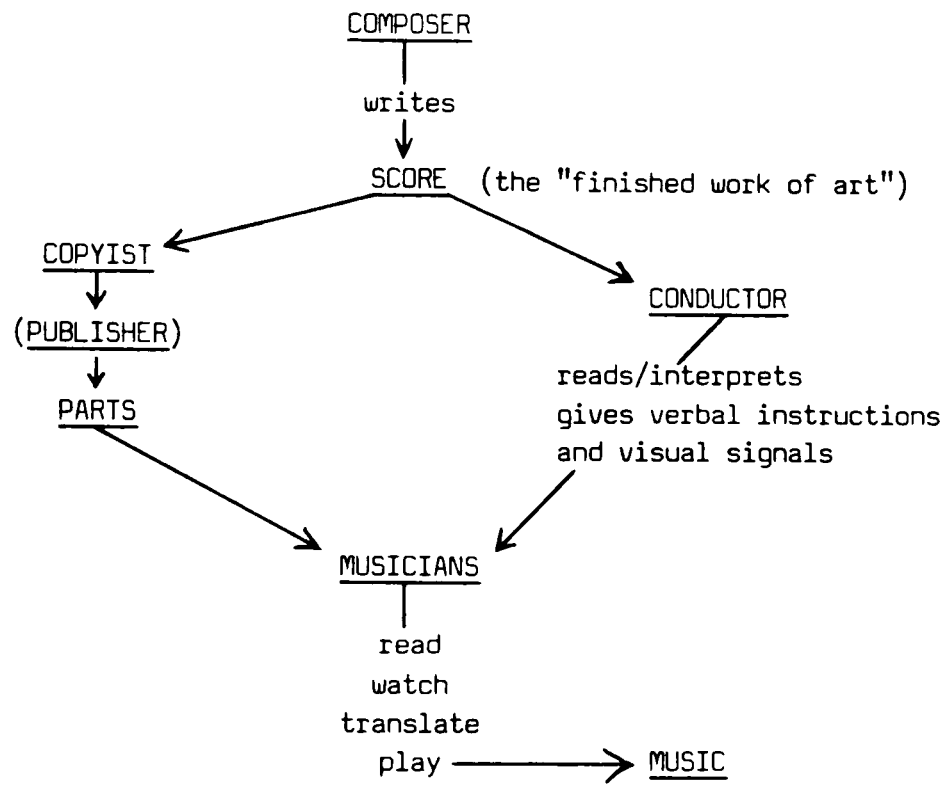 COMPOSER
writes
SCORE (the "finished work of art")
COPYIST
(PUBLISHER)
PARTS
CONDUCTOR
reads/interprets
gives verbal instructions
and visual signals
MUSICIANS
read
watch
translate
play
MUSIC